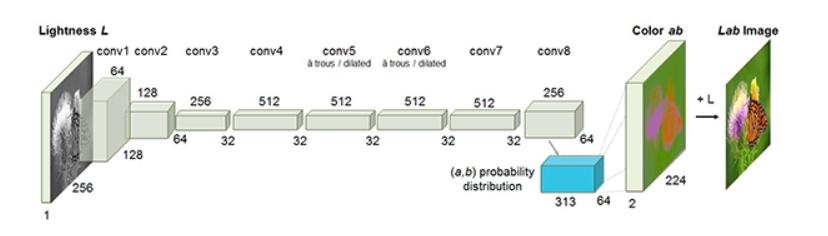 Lightness L
Color ab
Lab Image
conv1
conv2
conv3
conv4
conv5
à trous / dilated
conv6
à trous / dilated
conv7
conv8
64
128
256
512
512
512
512
256
+ L
64
32
32
32
32
32
64
128
256
1
(a,b) probability
distribution
313
64
2
224